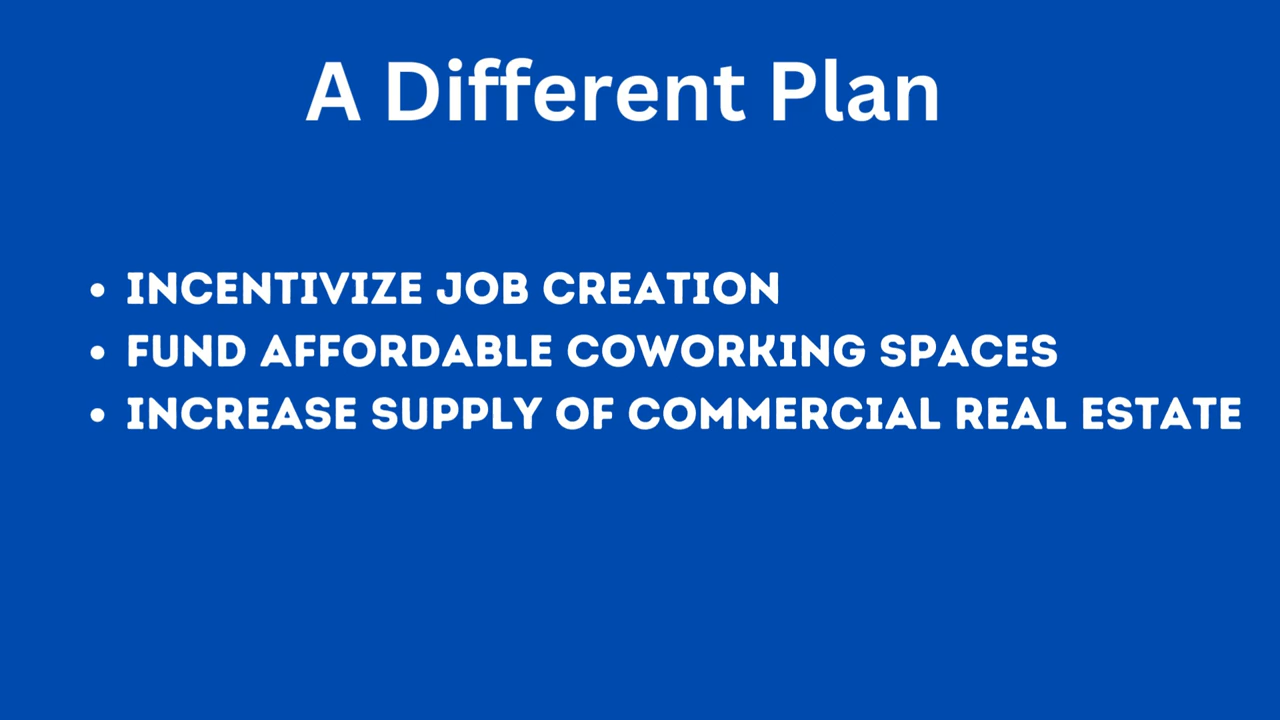 A Different Plan
• INCENTIVIZE JOB CREATION
• FUND AFFORDABLE COWORKING SPACES
• INCREASE SUPPLY OF COMMERCIAL REAL ESTATE